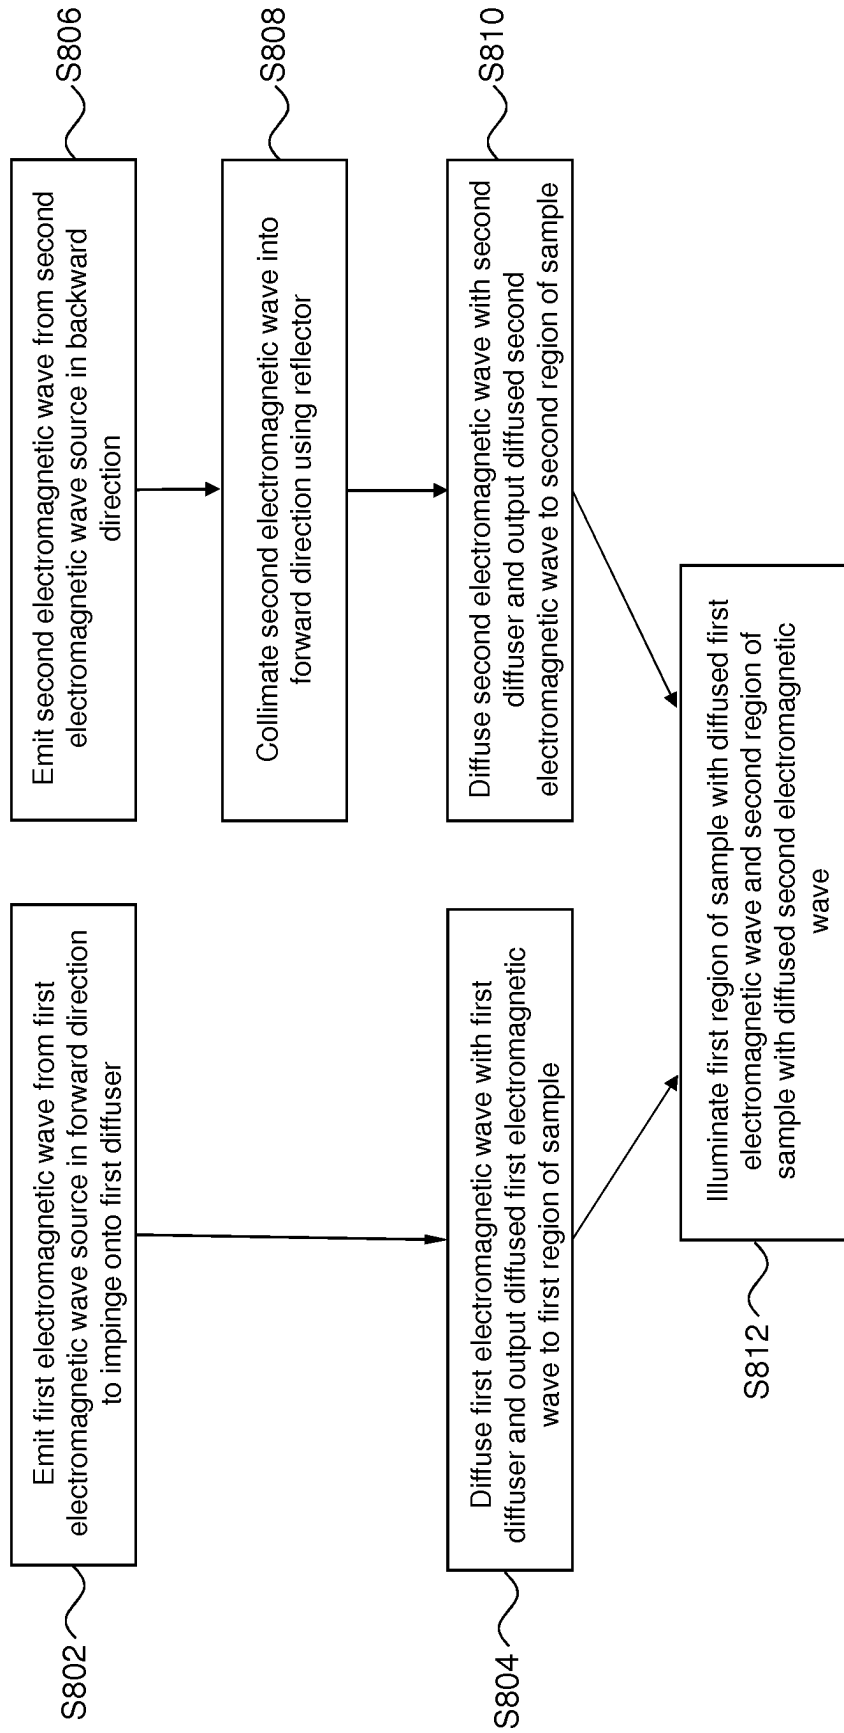 S802
Emit first electromagnetic wave from first
electromagnetic wave source in forward direction
to impinge onto first diffuser
S804
Diffuse first electromagnetic wave with first
diffuser and output diffused first electromagnetic
wave to first region of sample
Emit second electromagnetic wave from second
electromagnetic wave source in backward
direction
S806
Collimate second electromagnetic wave into
forward direction using reflector
S808
Diffuse second electromagnetic wave with second
diffuser and output diffused second
electromagnetic wave to second region of sample
S810
S812
Illuminate first region of sample with diffused first
electromagnetic wave and second region of
sample with diffused second electromagnetic
wave